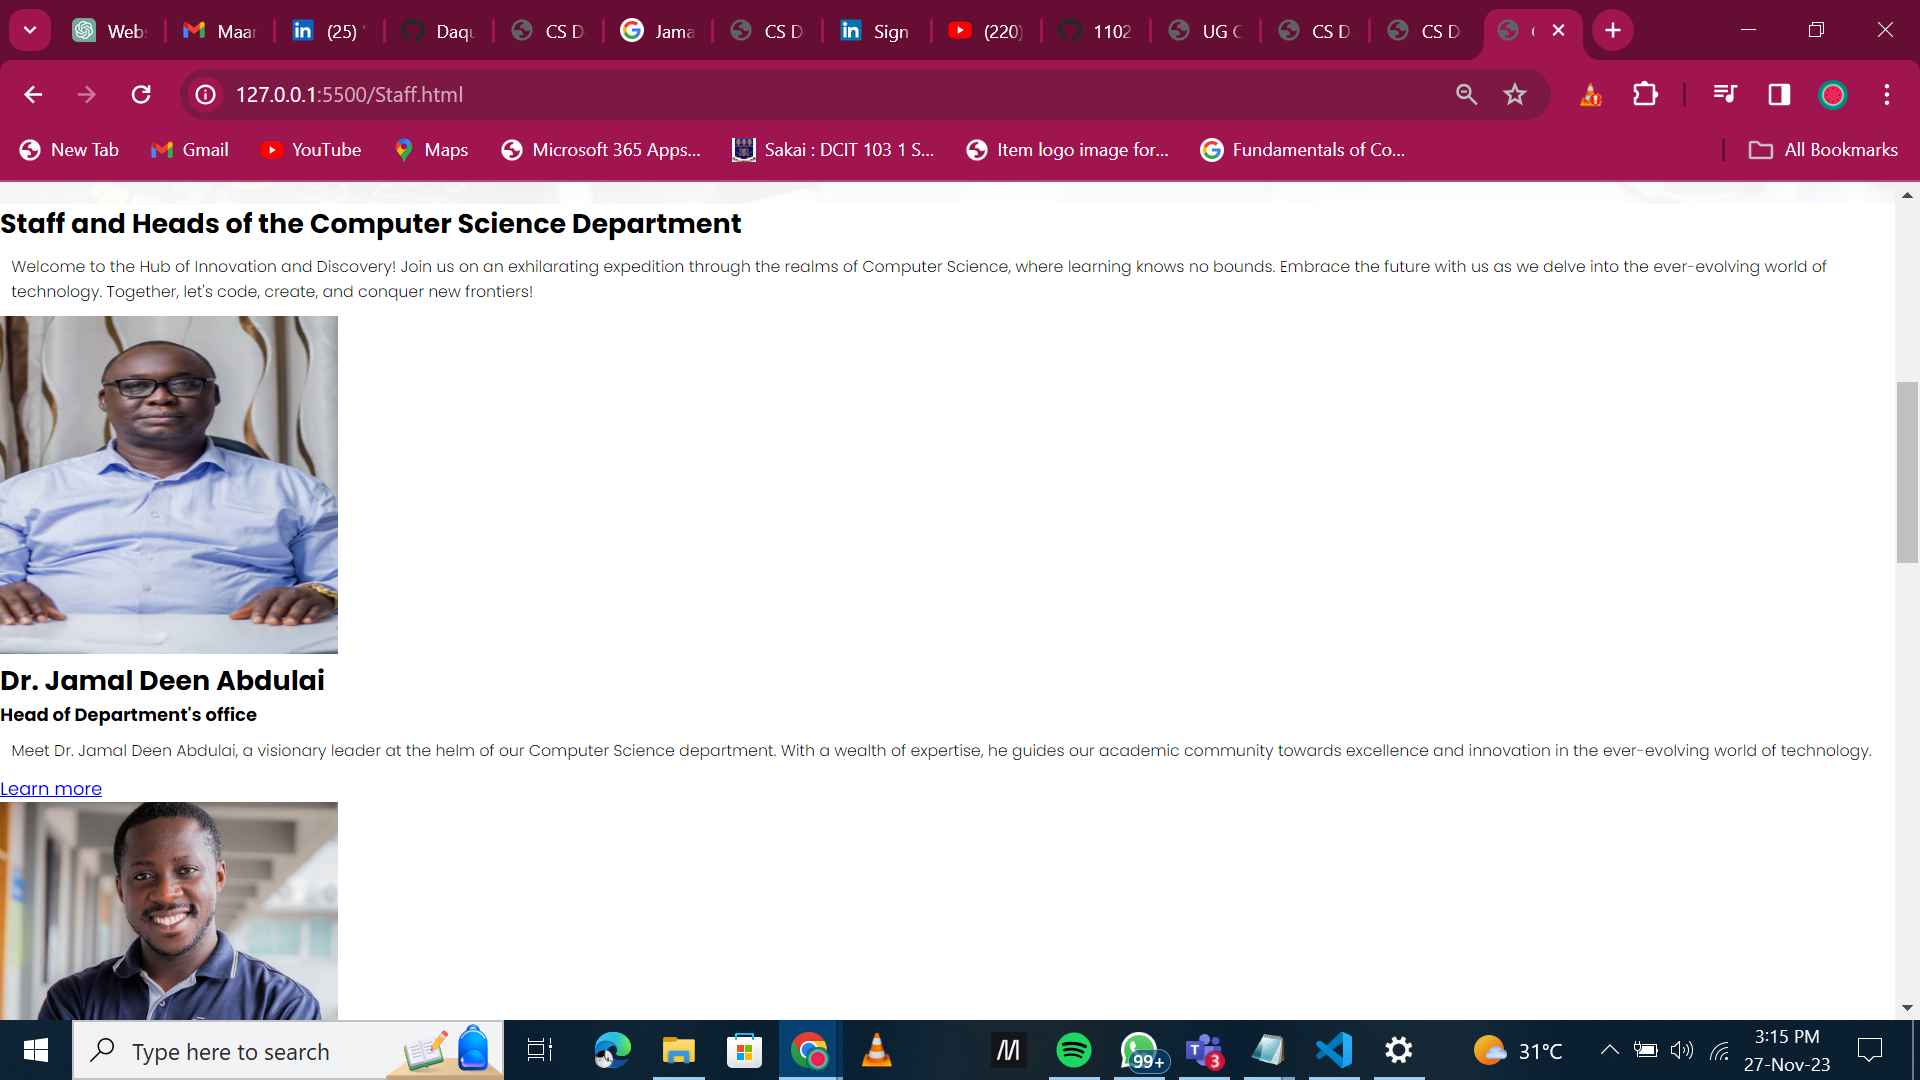 Webs
Maar
(25)
Daqu
CS D
Jama
CS D
Sign
(220)
1102
UG C
CS D
CS D
127.0.0.1:5500/Staff.html
New Tab
Gmail
YouTube
Maps
Microsoft 365 Apps...
Sakai : DCIT 103 1 S...
Item logo image for...
Fundamentals of Co...
All Bookmarks
Staff and Heads of the Computer Science Department
Welcome to the Hub of Innovation and Discovery! Join us on an exhilarating expedition through the realms of Computer Science, where learning knows no bounds. Embrace the future with us as we delve into the ever-evolving world of
technology. Together, let's code, create, and conquer new frontiers!
Dr. Jamal Deen Abdulai
Head of Department's office
Meet Dr. Jamal Deen Abdulai, a visionary leader at the helm of our Computer Science department. With a wealth of expertise, he guides our academic community towards excellence and innovation in the ever-evolving world of technology.
Learn more
Type here to search
99+
3
31°C
3:15 PM
27-Nov-23